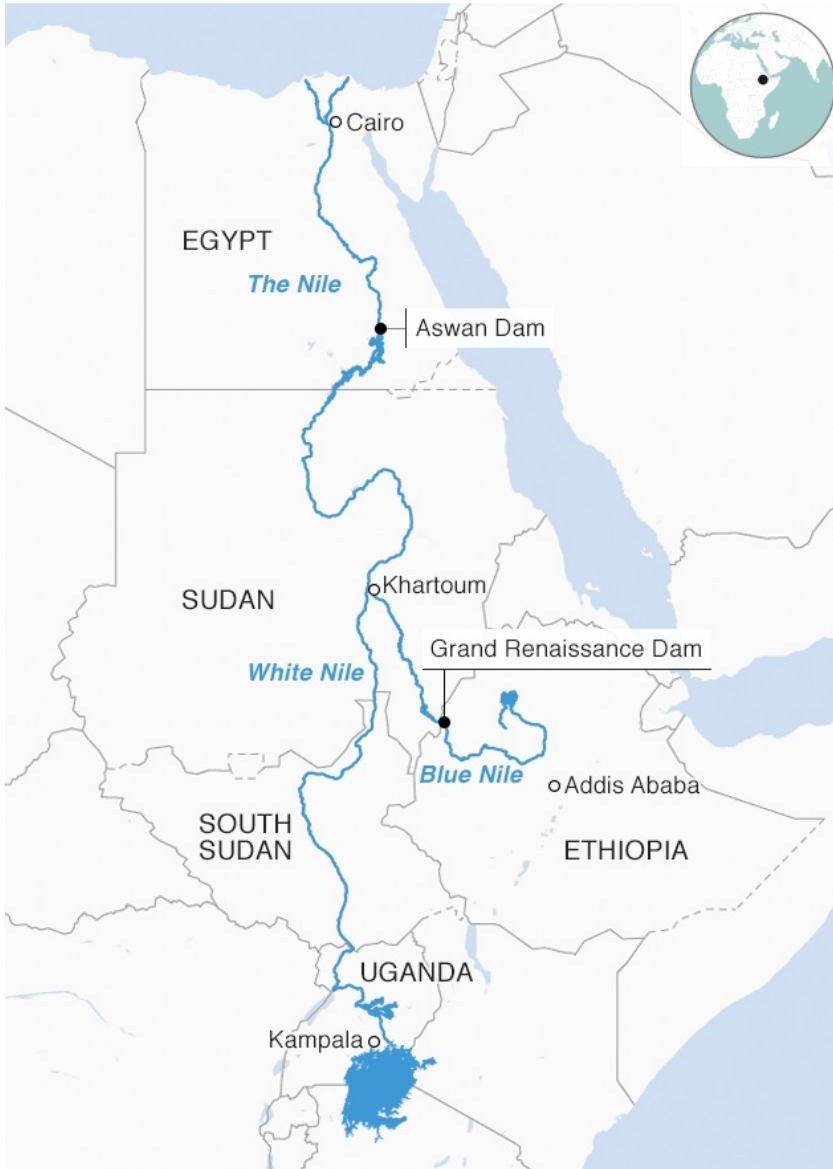 Cairo
EGYPT
The Nile
Aswan Dam
Khartoum
SUDAN
Grand Renaissance Dam
White Nile
Blue Nile
Addis Ababa
SOUTH
SUDAN
ETHIOPIA
UGANDA
Kampala